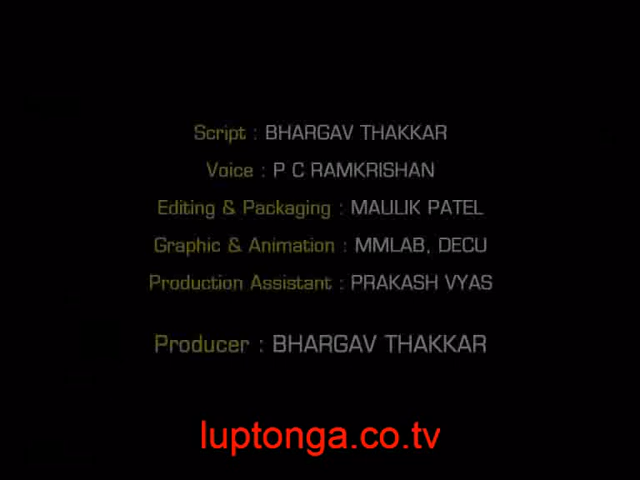 Script : BHARGAV THAKKAR
Voice : P C RAMKRISHAN
Editing & Packaging : MAULIK PATEL
Graphic & Animation : MMLAB, DECU
Production Assistant : PRAKASH VYAS
Producer : BHARGAV THAKKAR
luptonga.co.tv